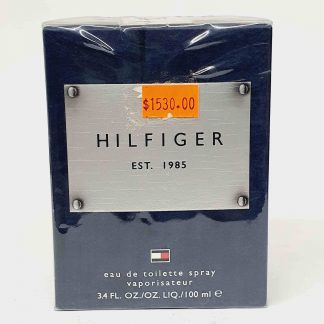 $1530.00
HILFIGER
EST. 1985
eau de toilette spray
vaporisateur
3.4 FL. OZ./OZ. LIQ./100 ml e